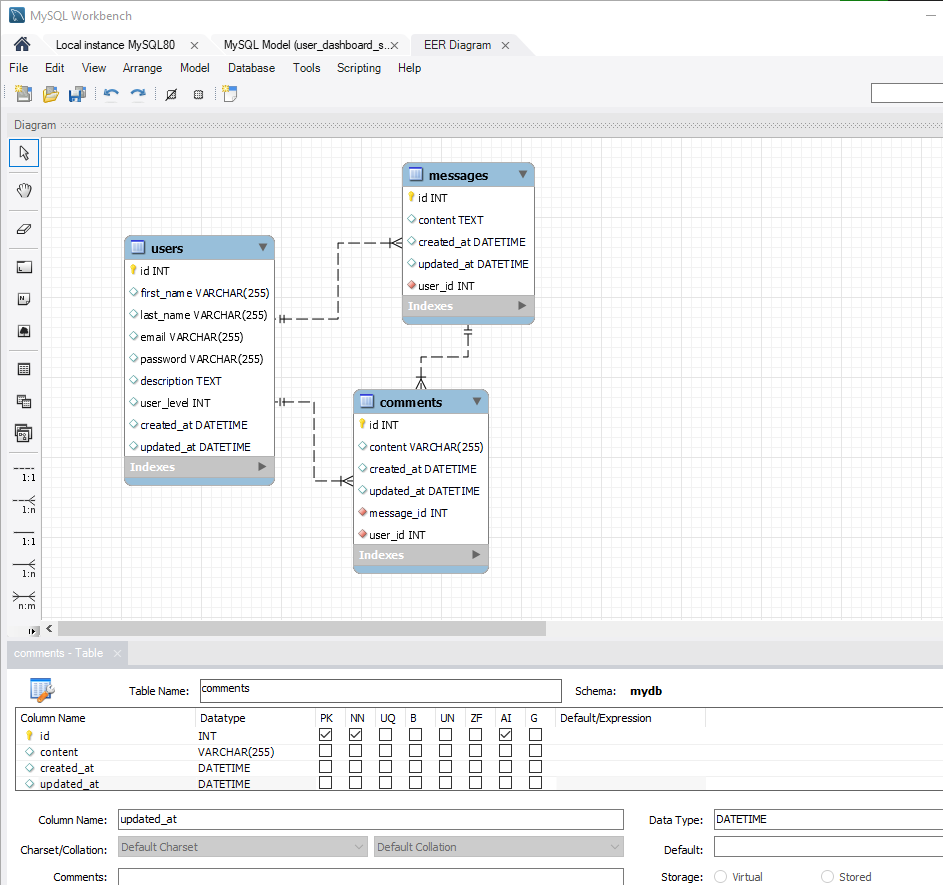 MySQL Workbench
Local instance MySQL80 MySQL Model (user_dashboard_s... EER Diagram
File Edit View Arrange Model Database Tools Scripting Help
Diagram
messages
id INT
content TEXT
created_at DATETIME
updated_at DATETIME
user_id INT
Indexes
users
id INT
first_name VARCHAR(255)
last_name VARCHAR(255)
email VARCHAR(255)
password VARCHAR(255)
description TEXT
user_level INT
created_at DATETIME
updated_at DATETIME
Indexes
comments
id INT
content VARCHAR(255)
created_at DATETIME
updated_at DATETIME
message_id INT
user_id INT
Indexes
1:1
1:n
1:1
1:n
n:m
comments - Table
Table Name: comments Schema: mydb
Column Name Datatype PK NN UQ B UN ZF AI G Default/Expression
id INT
content VARCHAR(255)
created_at DATETIME
updated_at DATETIME
Column Name: updated_at Data Type: DATETIME
Charset/Collation: Default Charset Default Collation Default:
Comments: Storage: Virtual Stored